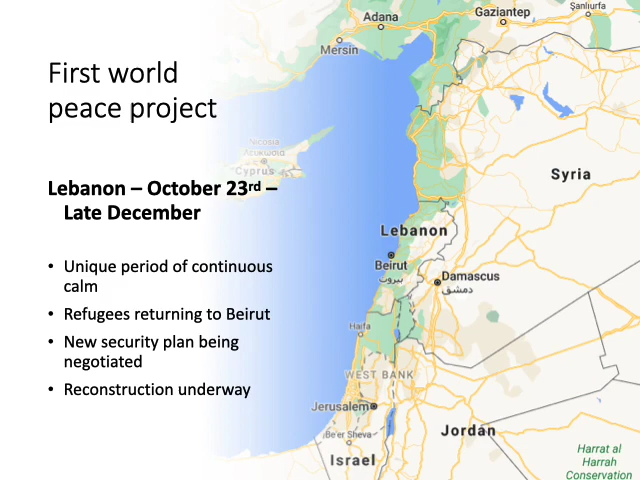 First world
peace project
Lebanon – October 23rd –
Late December
• Unique period of continuous
calm
• Refugees returning to Beirut
• New security plan being
negotiated
• Reconstruction underway
Adana
Gaziantep
Şanlıurfa
Mersin
Nicosia
Λευκωσία
Cyprus
Syria
Lebanon
Beirut
بيروت
Damascus
دمشق
Haifa
WEST BANK
Jerusalem
Be'er Sheva
Jordan
Israel
Harrat al
Harrah
Conservation